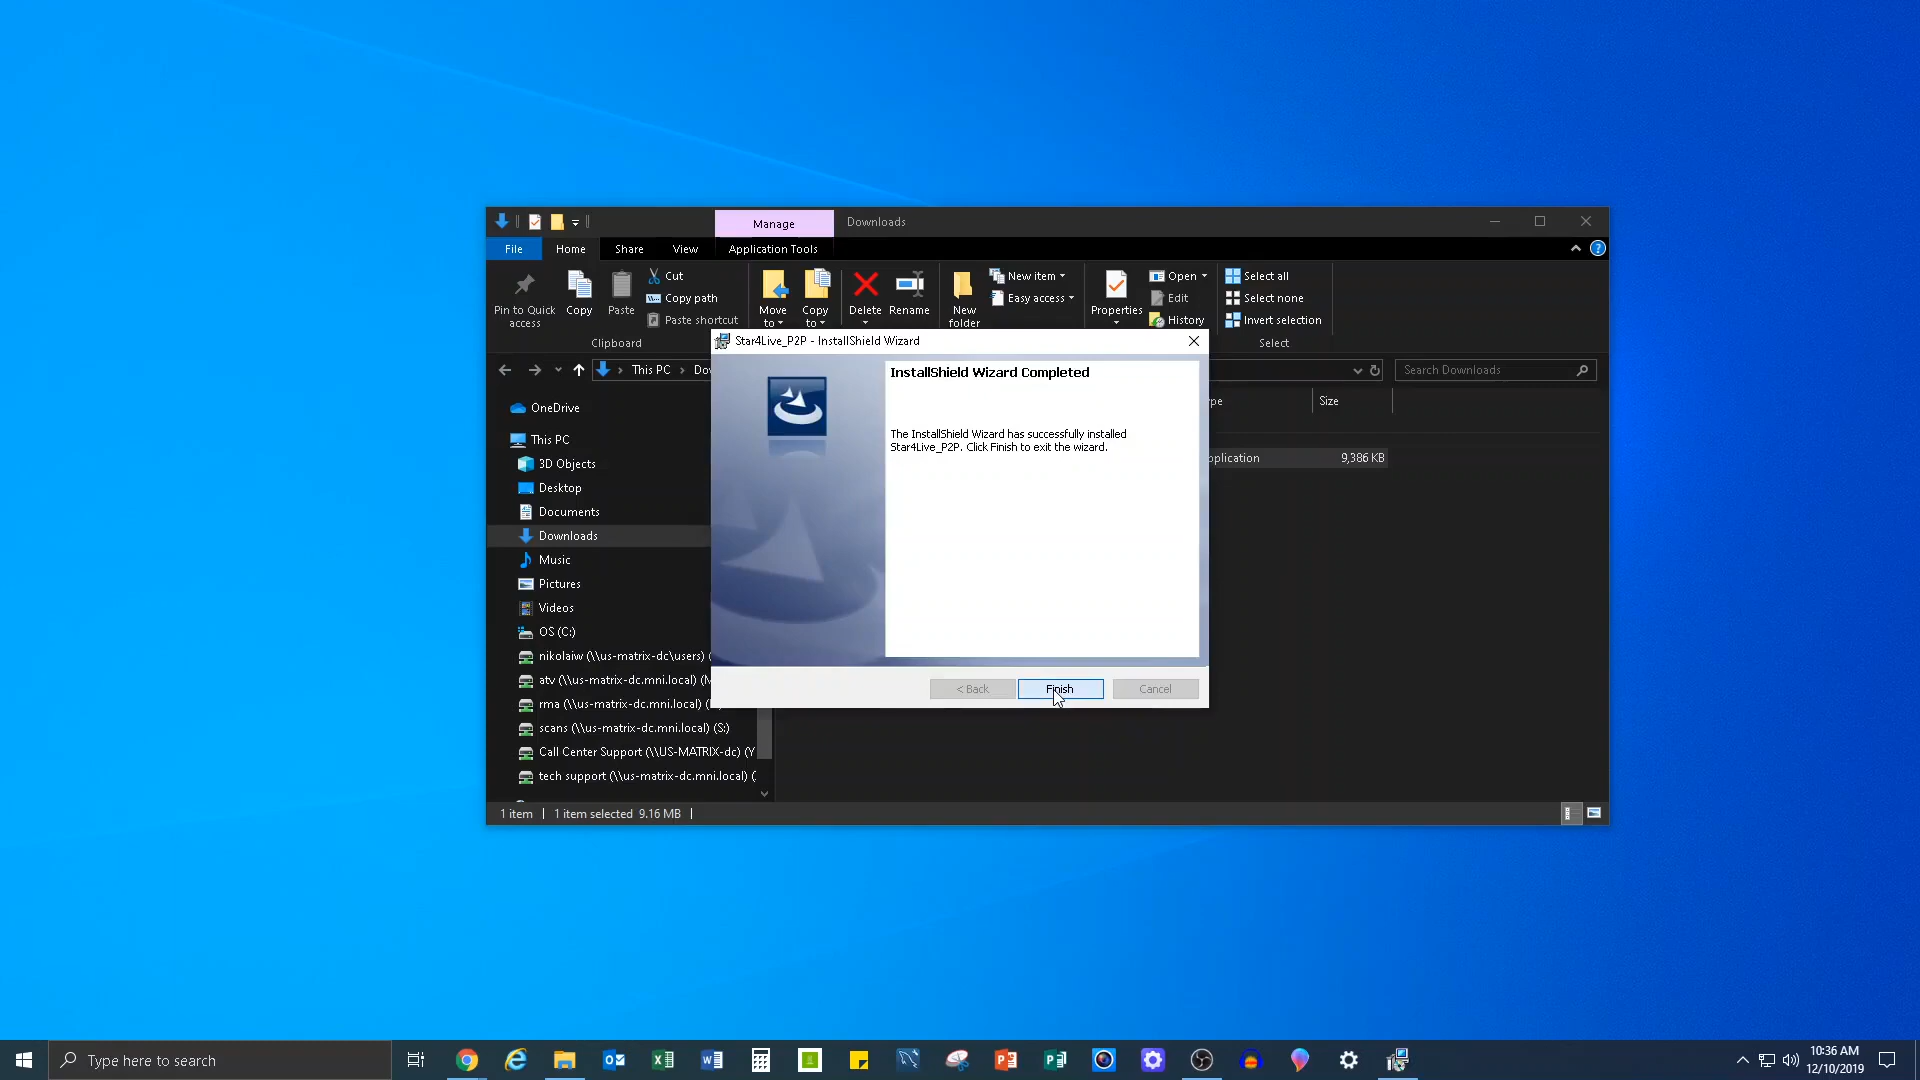 Manage
Downloads
File
Home
Share
View
Application Tools
Pin to Quick
access
Copy
Paste
Cut
Copy path
Paste shortcut
Clipboard
Move
to
Copy
to
Delete
Rename
New
folder
New item
Easy access
Properties
Open
Edit
History
Select all
Select none
Invert selection
Select
Star4Live_P2P - InstallShield Wizard
This PC
Dow
Search Downloads
InstallShield Wizard Completed
The InstallShield Wizard has successfully installed
Star4Live_P2P. Click Finish to exit the wizard.
< Back
Finish
Cancel
ype
Size
pplication
9,386 KB
OneDrive
This PC
3D Objects
Desktop
Documents
Downloads
Music
Pictures
Videos
OS (C:)
nikolaiw (\\us-matrix-dc\users) (
atv (\\us-matrix-dc.mni.local) (M
rma (\\us-matrix-dc.mni.local) (
scans (\\us-matrix-dc.mni.local) (S:)
Call Center Support (\\US-MATRIX-dc) (Y
tech support (\\us-matrix-dc.mni.local) (
1 item
1 item selected 9.16 MB
Type here to search
10:36 AM
12/10/2019